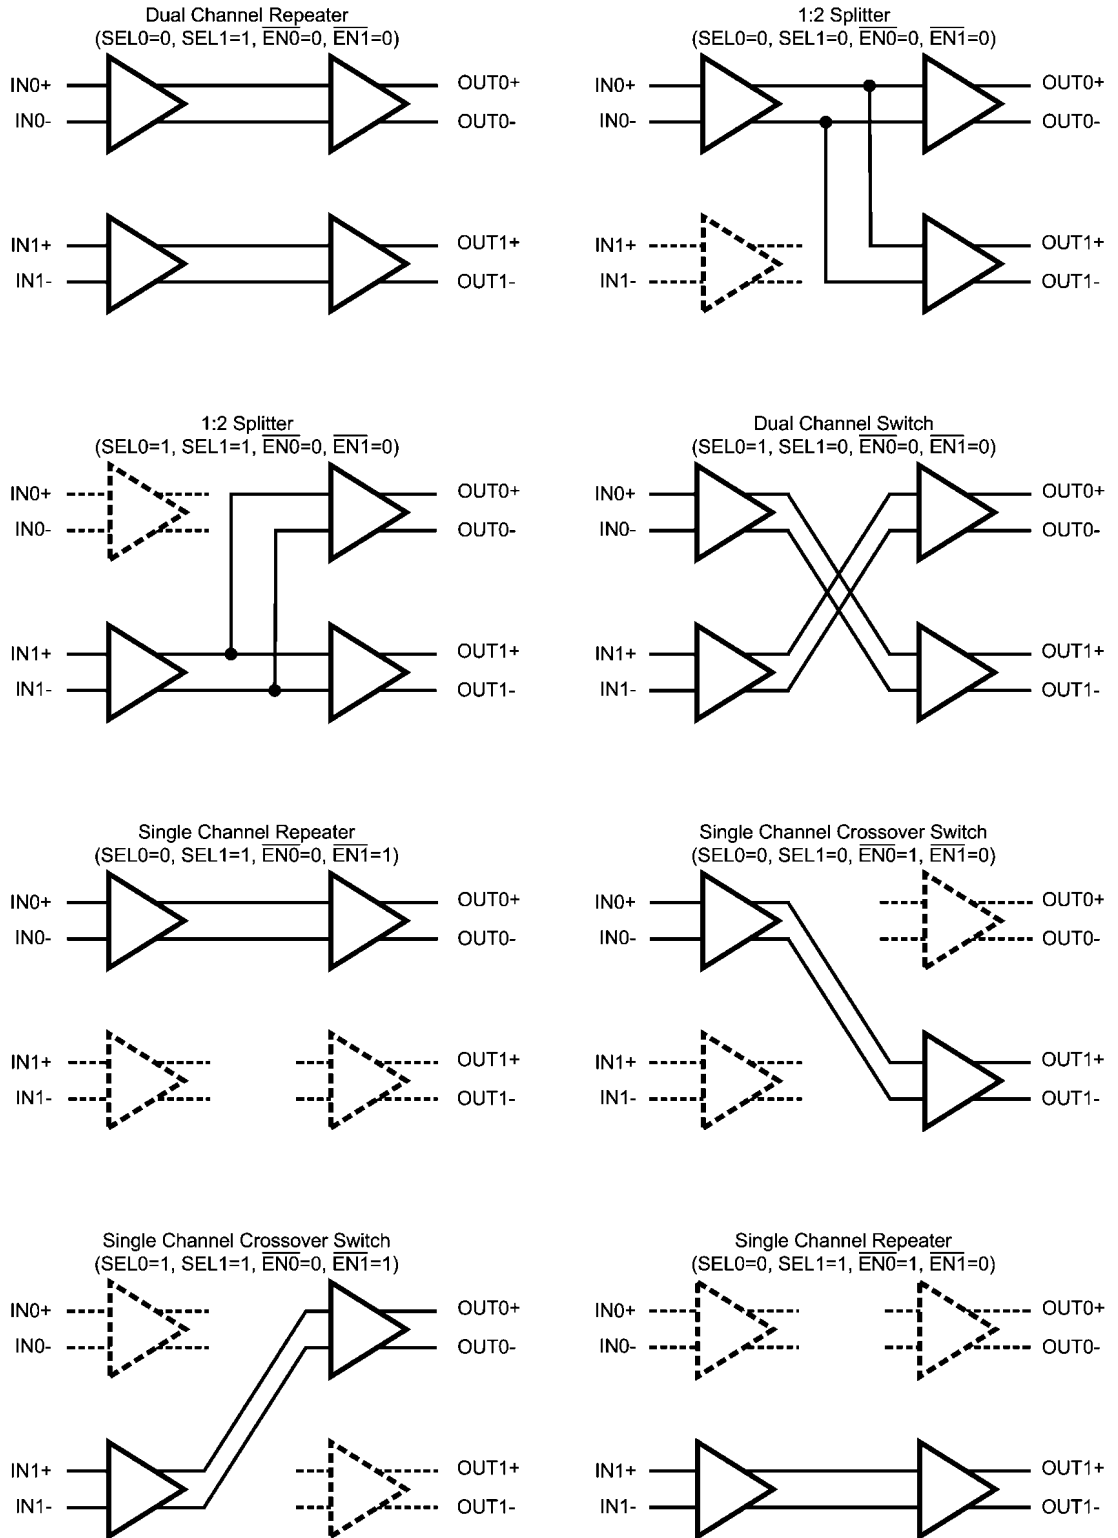 Dual Channel Repeater
(SEL0=0, SEL1=1, EN0=0, EN1=0)
IN0+
IN0-
OUT0+
OUT0-
IN1+
IN1-
OUT1+
OUT1-
1:2 Splitter
(SEL0=0, SEL1=0, EN0=0, EN1=0)
IN0+
IN0-
OUT0+
OUT0-
IN1+
IN1-
OUT1+
OUT1-
1:2 Splitter
(SEL0=1, SEL1=1, EN0=0, EN1=0)
IN0+
IN0-
OUT0+
OUT0-
IN1+
IN1-
OUT1+
OUT1-
Dual Channel Switch
(SEL0=1, SEL1=0, EN0=0, EN1=0)
IN0+
IN0-
OUT0+
OUT0-
IN1+
IN1-
OUT1+
OUT1-
Single Channel Repeater
(SEL0=0, SEL1=1, EN0=0, EN1=1)
IN0+
IN0-
OUT0+
OUT0-
IN1+
IN1-
OUT1+
OUT1-
Single Channel Crossover Switch
(SEL0=0, SEL1=0, EN0=1, EN1=0)
IN0+
IN0-
OUT0+
OUT0-
IN1+
IN1-
OUT1+
OUT1-
Single Channel Crossover Switch
(SEL0=1, SEL1=1, EN0=0, EN1=1)
IN0+
IN0-
OUT0+
OUT0-
IN1+
IN1-
OUT1+
OUT1-
Single Channel Repeater
(SEL0=0, SEL1=1, EN0=1, EN1=0)
IN0+
IN0-
OUT0+
OUT0-
IN1+
IN1-
OUT1+
OUT1-